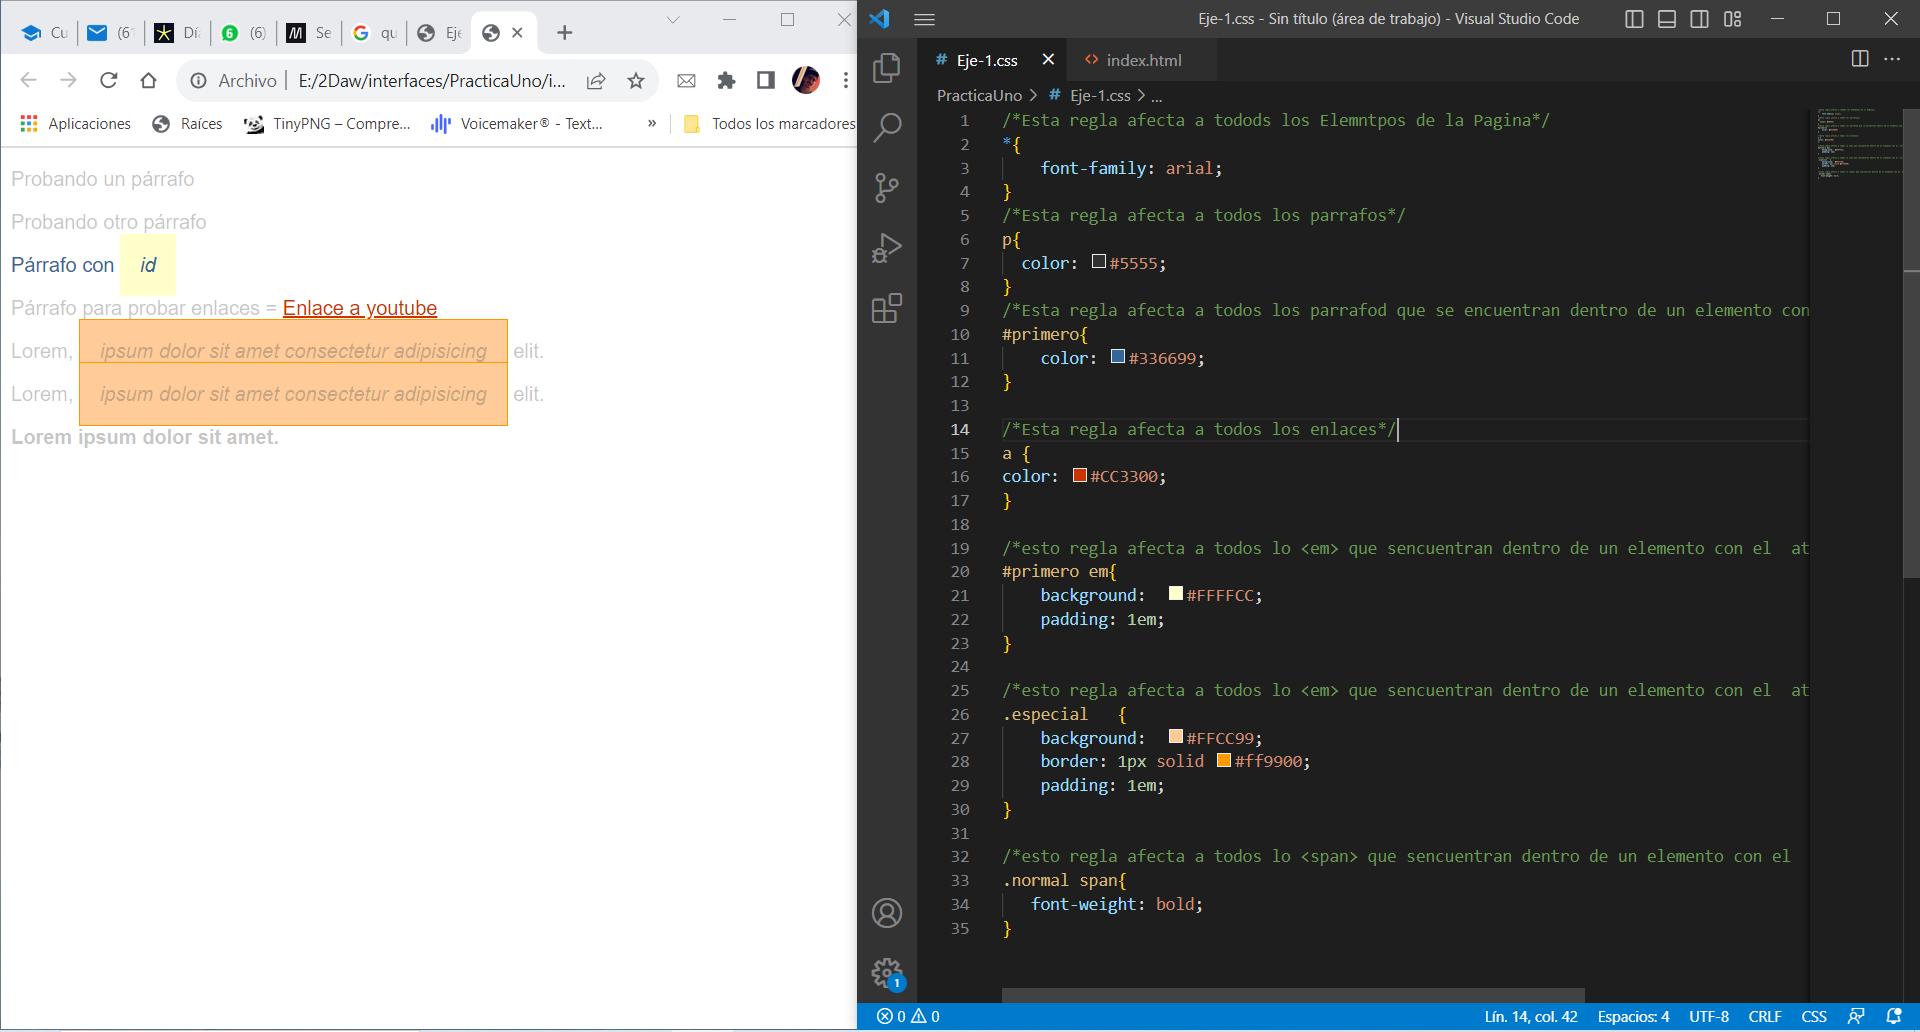 Cu
(6
Di
(6)
Se
qu
Eje
Archivo
E:/2Daw/interfaces/PracticaUno/i...
Aplicaciones
Raíces
TinyPNG – Compre...
Voicemaker® - Text...
»
Todos los marcadores
Probando un párrafo
Probando otro párrafo
Párrafo con id
Párrafo para probar enlaces = Enlace a youtube
Lorem, ipsum dolor sit amet consectetur adipisicing elit.
Lorem, ipsum dolor sit amet consectetur adipisicing elit.
Lorem ipsum dolor sit amet.
Eje-1.css - Sin título (área de trabajo) - Visual Studio Code
# Eje-1.css
<> index.html
PracticaUno > # Eje-1.css > ...
1 /*Esta regla afecta a todods los Elemntpos de la Pagina*/
2 *{
3 font-family: arial;
4 }
5 /*Esta regla afecta a todos los parrafos*/
6 p{
7 color: #5555;
8 }
9 /*Esta regla afecta a todos los parrafod que se encuentran dentro de un elemento con
10 #primero{
11 color: #336699;
12 }
13
14 /*Esta regla afecta a todos los enlaces*/
15 a {
16 color: #CC3300;
17 }
18
19 /*esto regla afecta a todos lo <em> que sencuentran dentro de un elemento con el  at
20 #primero em{
21 background:  #FFFFCC;
22 padding: 1em;
23 }
24
25 /*esto regla afecta a todos lo <em> que sencuentran dentro de un elemento con el  at
26 .especial   {
27 background:  #FFCC99;
28 border: 1px solid #ff9900;
29 padding: 1em;
30 }
31
32 /*esto regla afecta a todos lo <span> que sencuentran dentro de un elemento con el
33 .normal span{
34 font-weight: bold;
35 }
1
0 0
Lín. 14, col. 42
Espacios: 4
UTF-8
CRLF
CSS